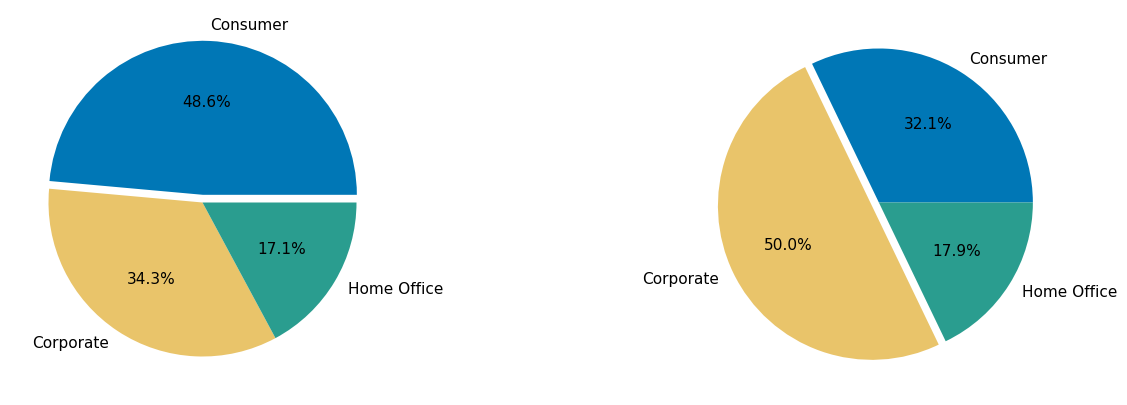 Consumer
48.6%
17.1%
34.3%
Home Office
Corporate
Consumer
32.1%
50.0%
17.9%
Corporate
Home Office